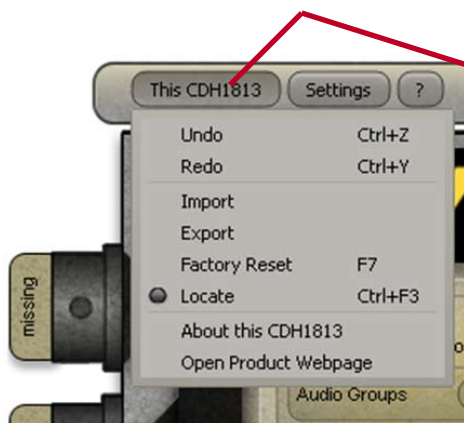 This CDH1813 Settings ?
Undo Ctrl+Z
Redo Ctrl+Y
Import
Export
Factory Reset F7
Locate Ctrl+F3
About this CDH1813
Open Product Webpage
missing
Audio Groups